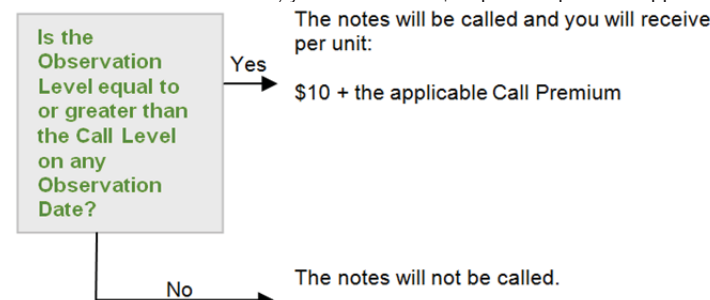 The notes will be called and you will receive
per unit:
Is the
Observation
Level equal to
or greater than
the Call Level
on any
Observation
Date?
Yes
$10 + the applicable Call Premium
No
The notes will not be called.